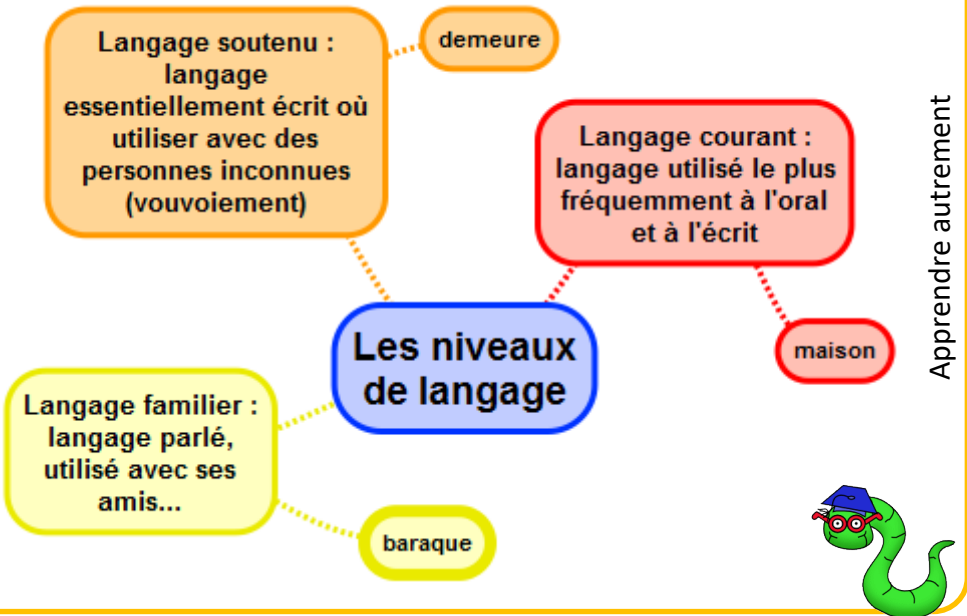 Langage soutenu :
langage
essentiellement écrit où
utiliser avec des
personnes inconnues
(vouvoiement)
demeure
Langage courant :
langage utilisé le plus
fréquemment à l'oral
et à l'écrit
maison
Les niveaux
de langage
Langage familier :
langage parlé,
utilisé avec ses
amis...
baraque
Apprendre autrement